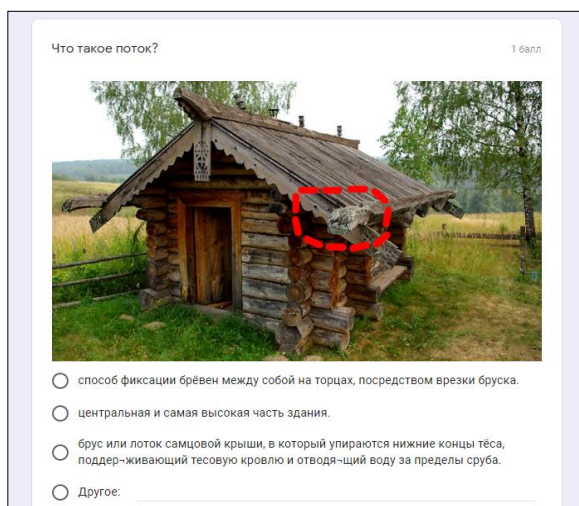 Что такое поток?
1 балл
способ фиксации брёвен между собой на торцах, посредством врезки бруска.
центральная и самая высокая часть здания.
брус или лоток самцовой крыши, в который упираются нижние концы тёса,
поддер¬живающий тесовую кровлю и отводя¬щий воду за пределы сруба.
Другое: